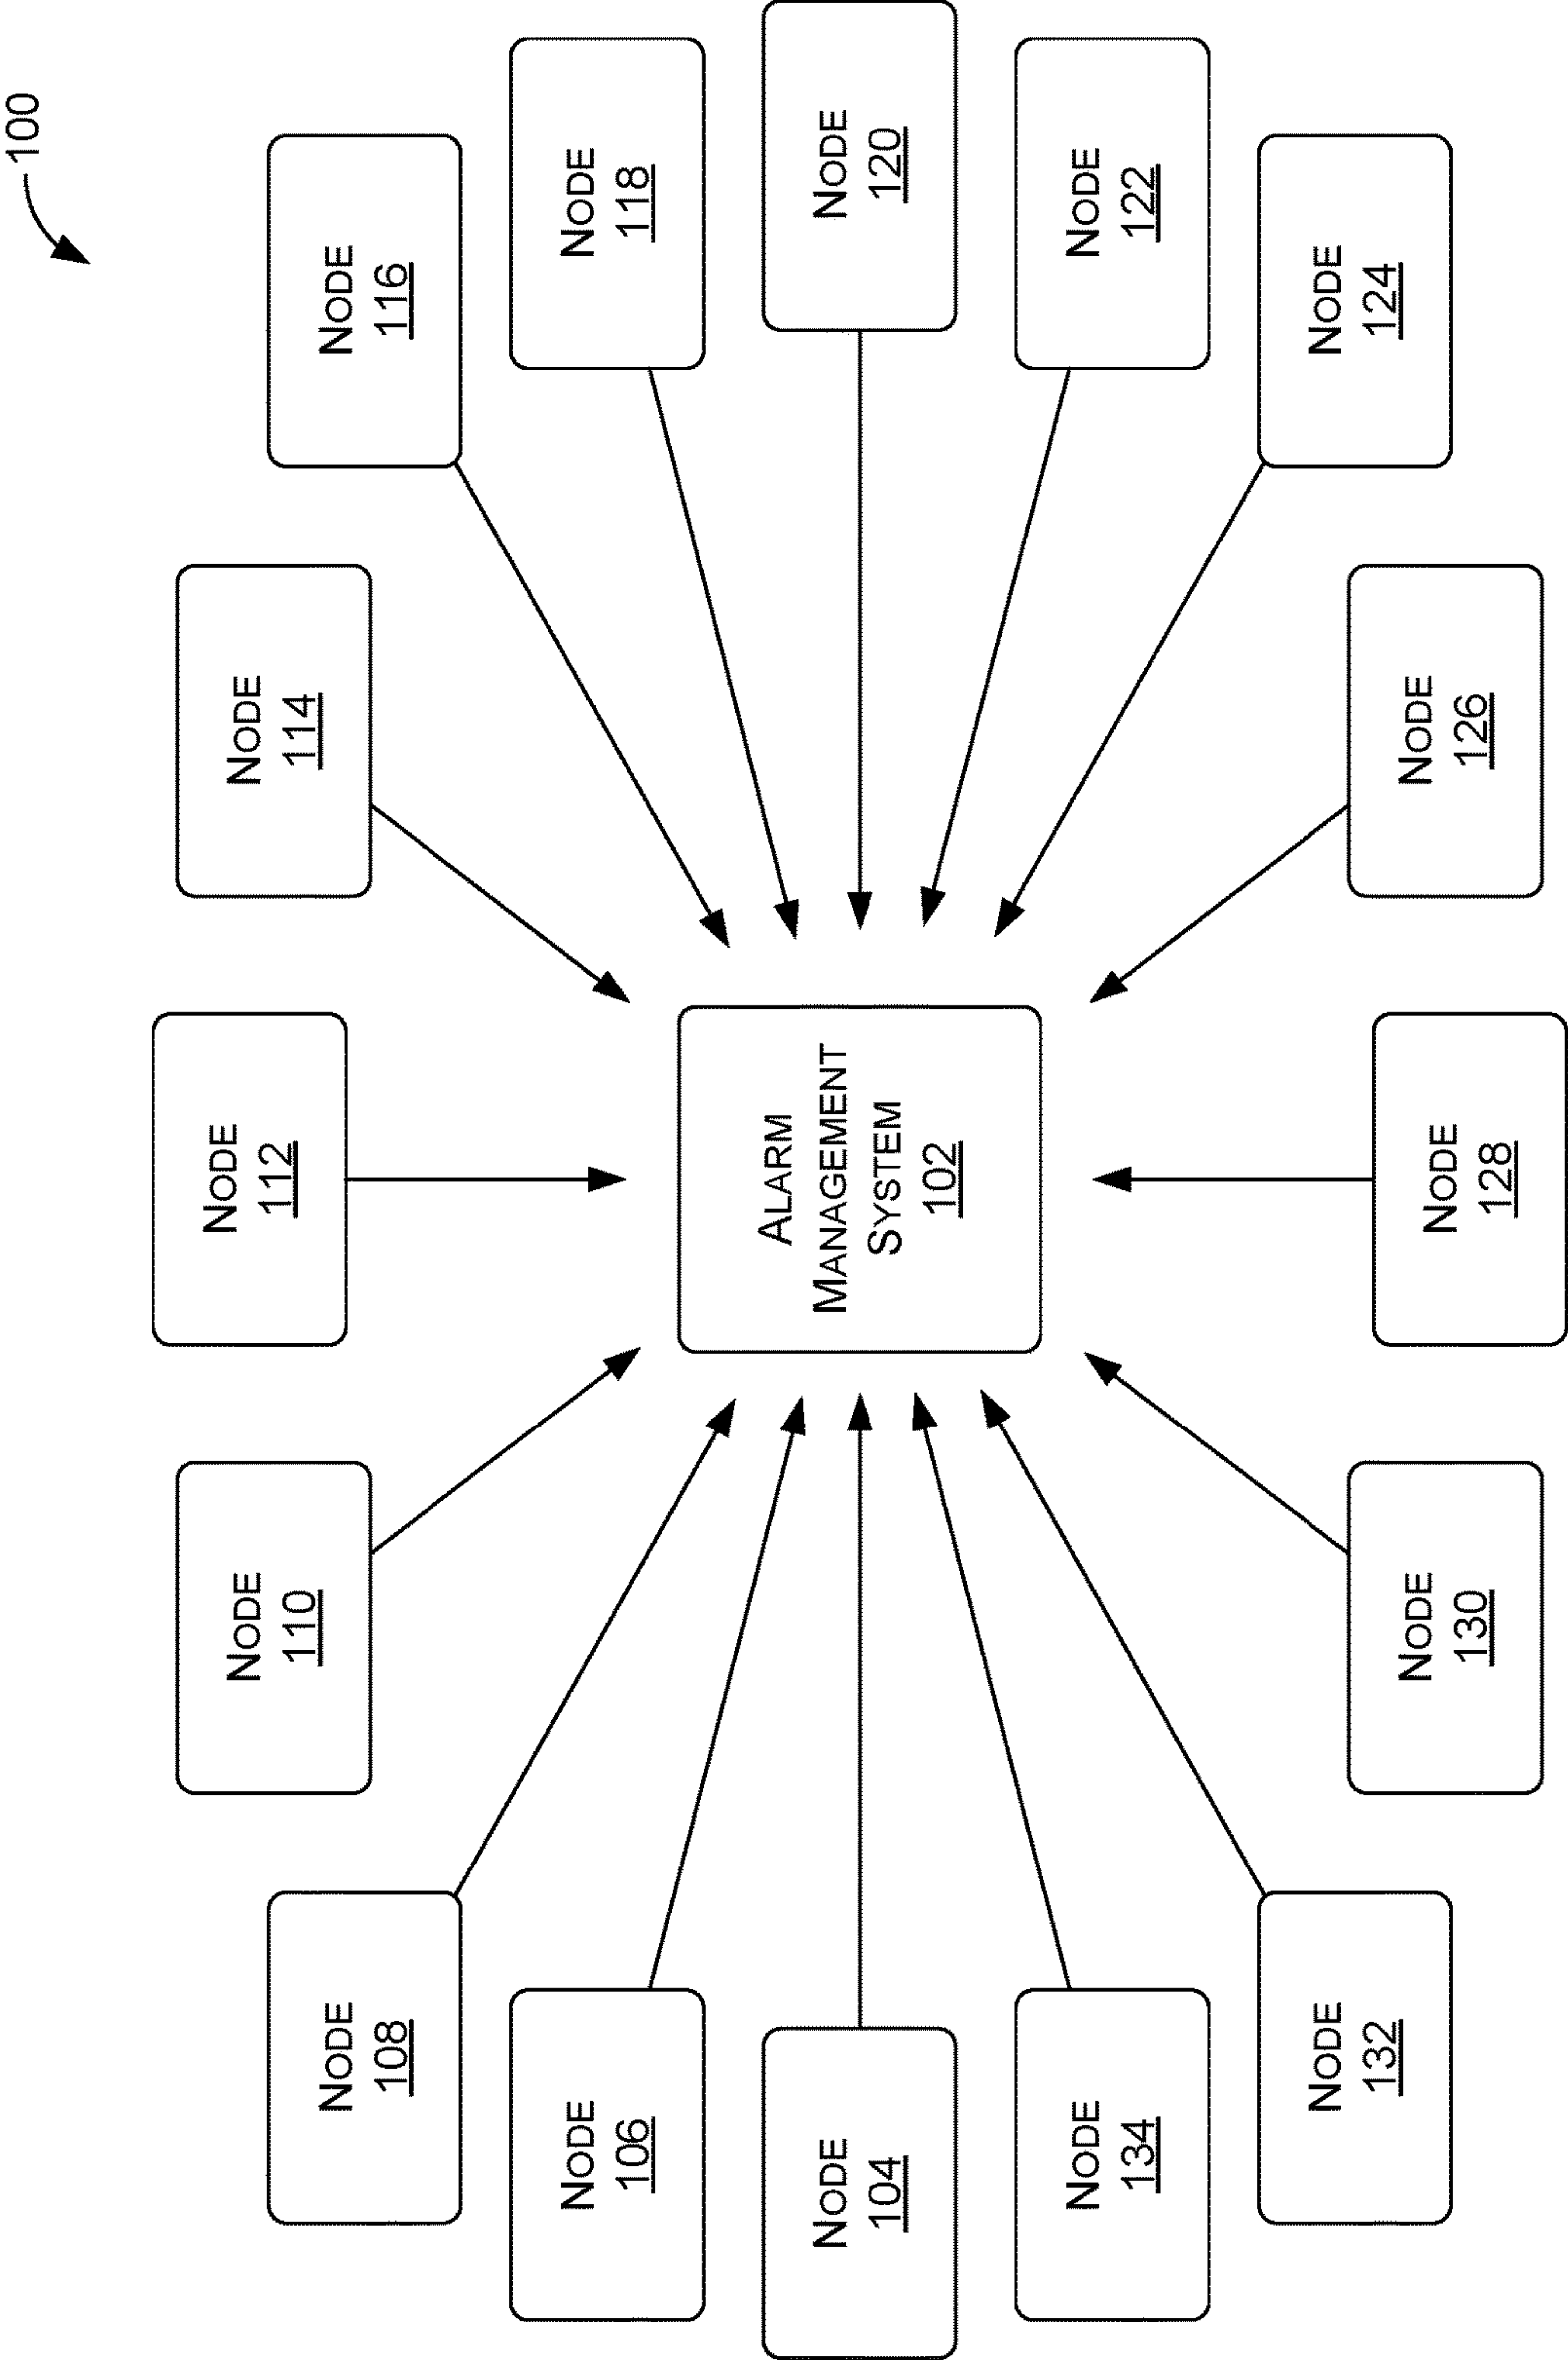 100
NODE
112
NODE
110
NODE
114
NODE
108
NODE
116
NODE
106
NODE
118
NODE
104
ALARM
MANAGEMENT
SYSTEM
102
NODE
120
NODE
134
NODE
122
NODE
132
NODE
124
NODE
130
NODE
126
NODE
128